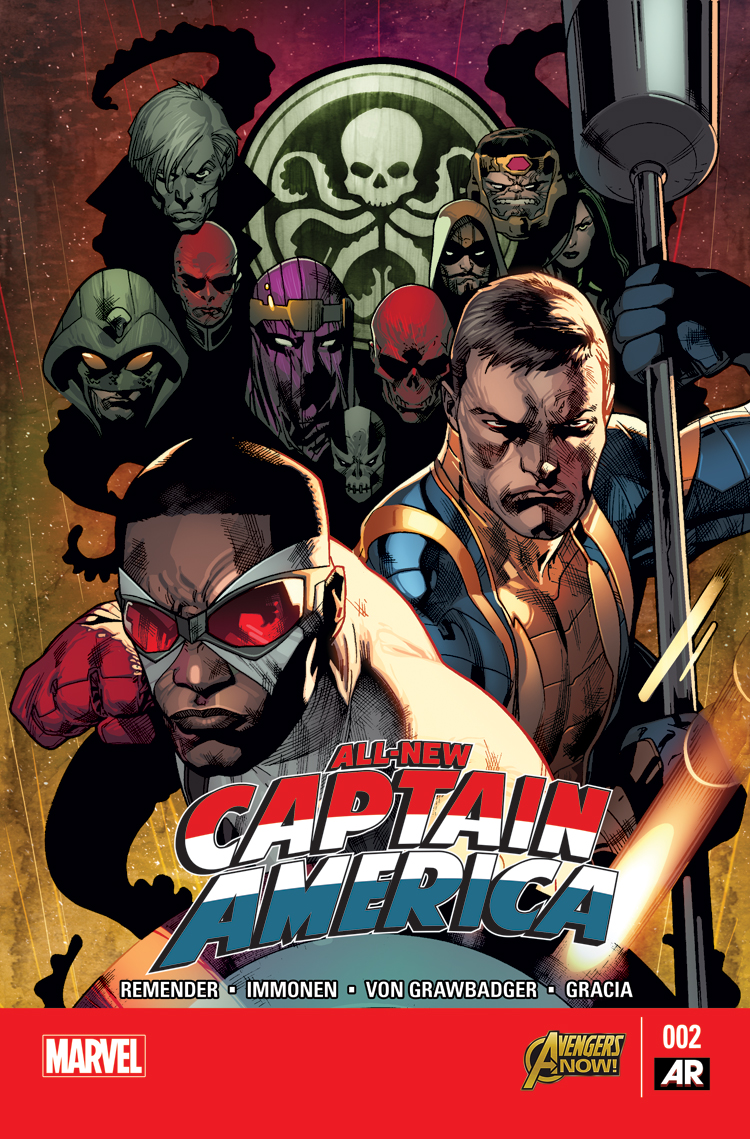 ALL-NEW
CAPTAIN
AMERICA
REMENDER ▪ IMMONEN ▪ VON GRAWBADGER ▪ GRACIA
MARVEL
AVENGERS
NOW!
002
AR